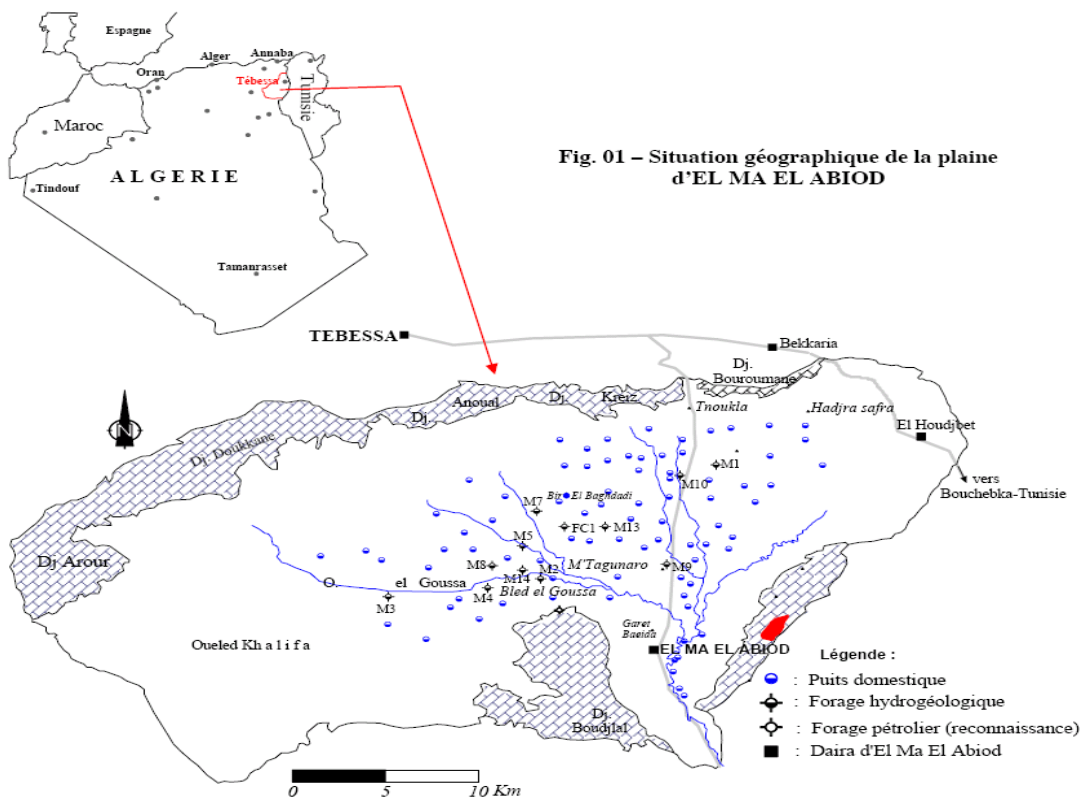 Espagne
Alger
Annaba
Oran
Tébessa
Tunisie
Maroc
ALGERIE
Tindouf
Tamanrasset
Fig. 01 – Situation géographique de la plaine
d'EL MA EL ABIOD
TEBESSA
Bekkaria
Dj.
Bouroumane
Dj.
Anoual
Dj.
Kreiz
Tnoukla
Hadjra safra
El Houdjbet
Dj. Doukkane
N
M1
M10
vers
Bouchebka-Tunisie
M7
Bir El Baghdadi
FC1
M13
M5
Dj Arour
M8
M2
M'Tagunaro
M9
O. el Goussa
M14
M3
M4
Bled el Goussa
Oueled Khalifa
Garet
Baeida
EL MA EL ABIOD
Légende :
: Puits domestique
: Forage hydrogéologique
: Forage pétrolier (reconnaissance)
: Daira d'El Ma El Abiod
Dj.
Boudjlal
0 5 10 Km